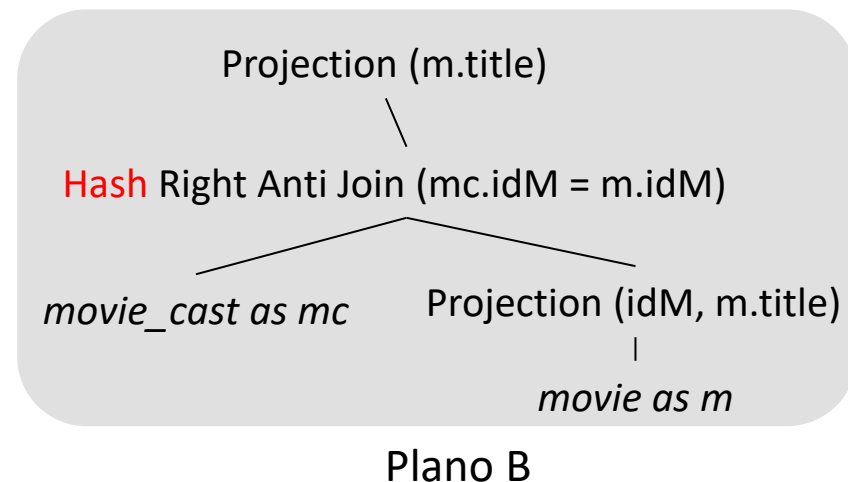 Projection (m.title)
Hash Right Anti Join (mc.idM = m.idM)
movie_cast as mc
Projection (idM, m.title)
movie as m
Plano B